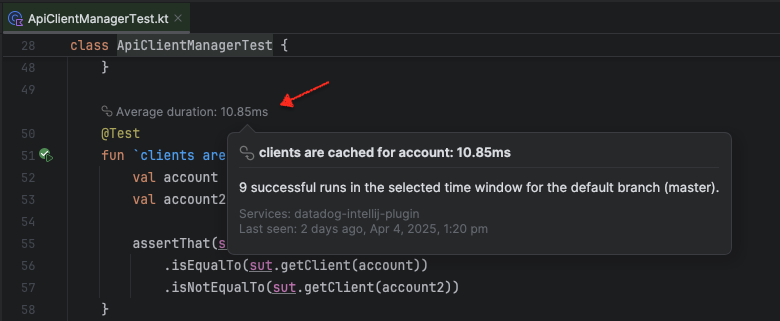 ApiClientManagerTest.kt
28 class ApiClientManagerTest {
48 }
49
Average duration: 10.85ms
50 @Test
51 fun `clients are
52 val account
53 val account2
54
55 assertThat(s
56 .isEqualTo(sut.getClient(account))
57 .isNotEqualTo(sut.getClient(account2))
58 }
clients are cached for account: 10.85ms
9 successful runs in the selected time window for the default branch (master).
Services: datadog-intellij-plugin
Last seen: 2 days ago, Apr 4, 2025, 1:20 pm